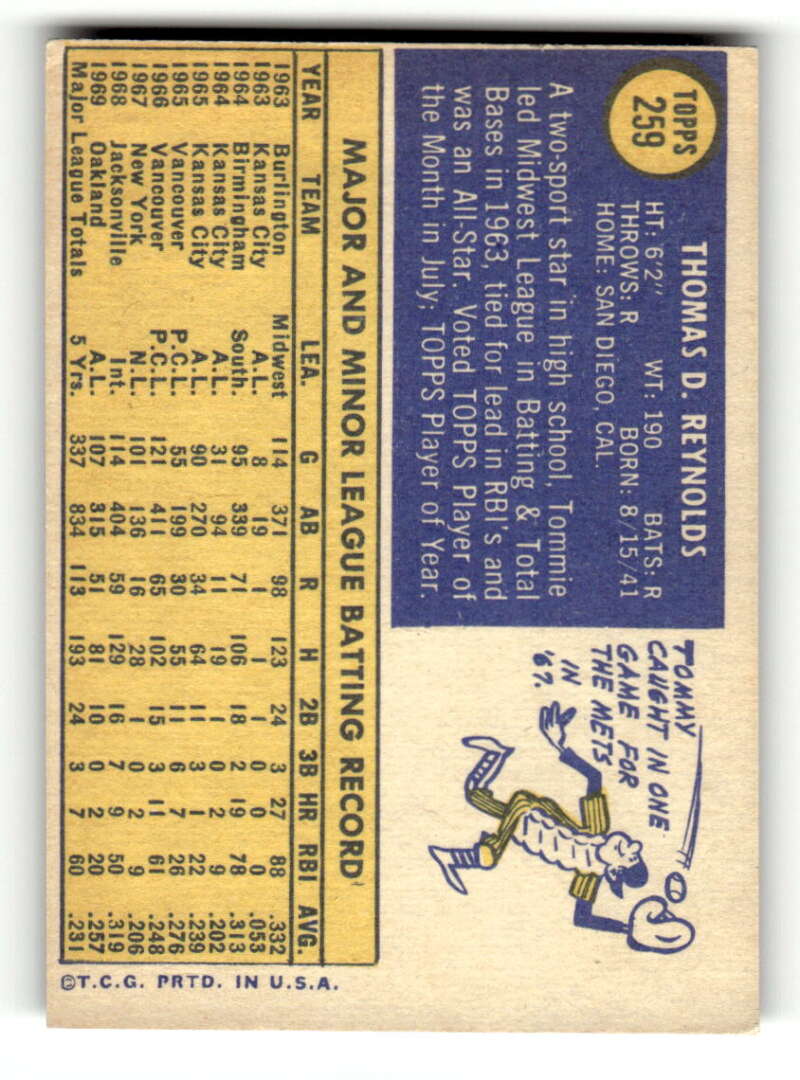 TOPPS
259
THOMAS D. REYNOLDS
HT: 6'2" WT: 190 BATS: R
THROWS: R BORN: 8/15/41
HOME: SAN DIEGO, CAL.
A two-sport star in high school, Tommie
led Midwest League in Batting & Total
Bases in 1963, tied for lead in RBI's and
was an All-Star. Voted TOPPS Player of
the Month in July; TOPPS Player of Year.
TOMMY
CAUGHT IN ONE
GAME FOR
THE METS
IN
'67.
MAJOR AND MINOR LEAGUE BATTING RECORD
YEAR TEAM LEA. G AB R H 2B 3B HR RBI AVG.
1963 Burlington Midwest 114 371 98 123 24 3 27 88 .332
1963 Kansas City A.L. 8 19 1 1 1 0 0 0 .053
1964 Birmingham South. 95 339 71 106 18 2 19 78 .313
1964 Kansas City A.L. 31 94 11 19 1 0 2 9 .202
1965 Kansas City A.L. 90 270 34 64 11 3 1 22 .239
1965 Vancouver P.C.L. 55 199 30 55 11 6 7 26 .276
1966 Vancouver P.C.L. 121 411 65 102 15 3 11 61 .248
1967 New York N.L. 101 136 16 28 1 0 2 9 .206
1968 Jacksonville Int. 114 404 59 129 16 7 9 50 .319
1969 Oakland A.L. 107 315 51 81 10 0 2 20 .257
Major League Totals 5 Yrs. 337 834 113 193 24 3 7 60 .231
©T.C.G. PRTD. IN U.S.A.